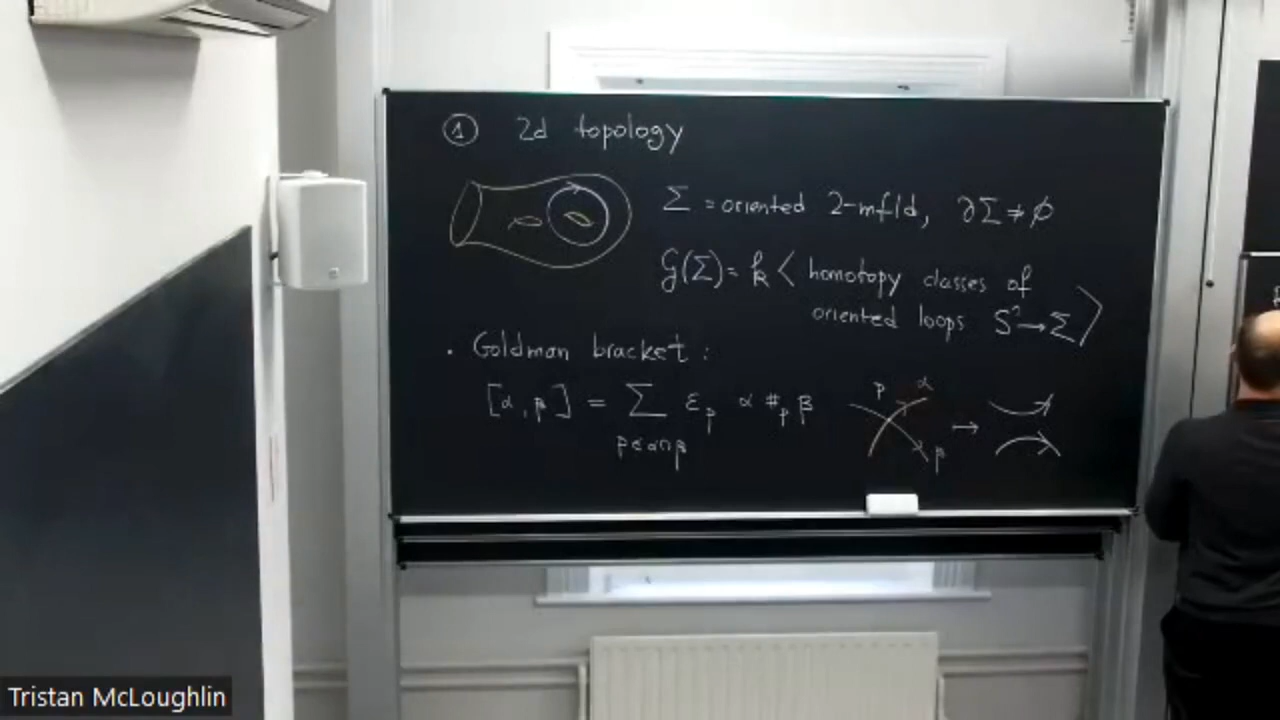 ① 2d topology
Σ = oriented 2-mfld, ∂Σ ≠ ∅
G(Σ) = k ⟨ homotopy classes of
oriented loops S¹ → Σ ⟩
· Goldman bracket :
[α, β] = ∑ ε_p α #_p β
p∈α∩β
p α
β ↦
Tristan McLoughlin